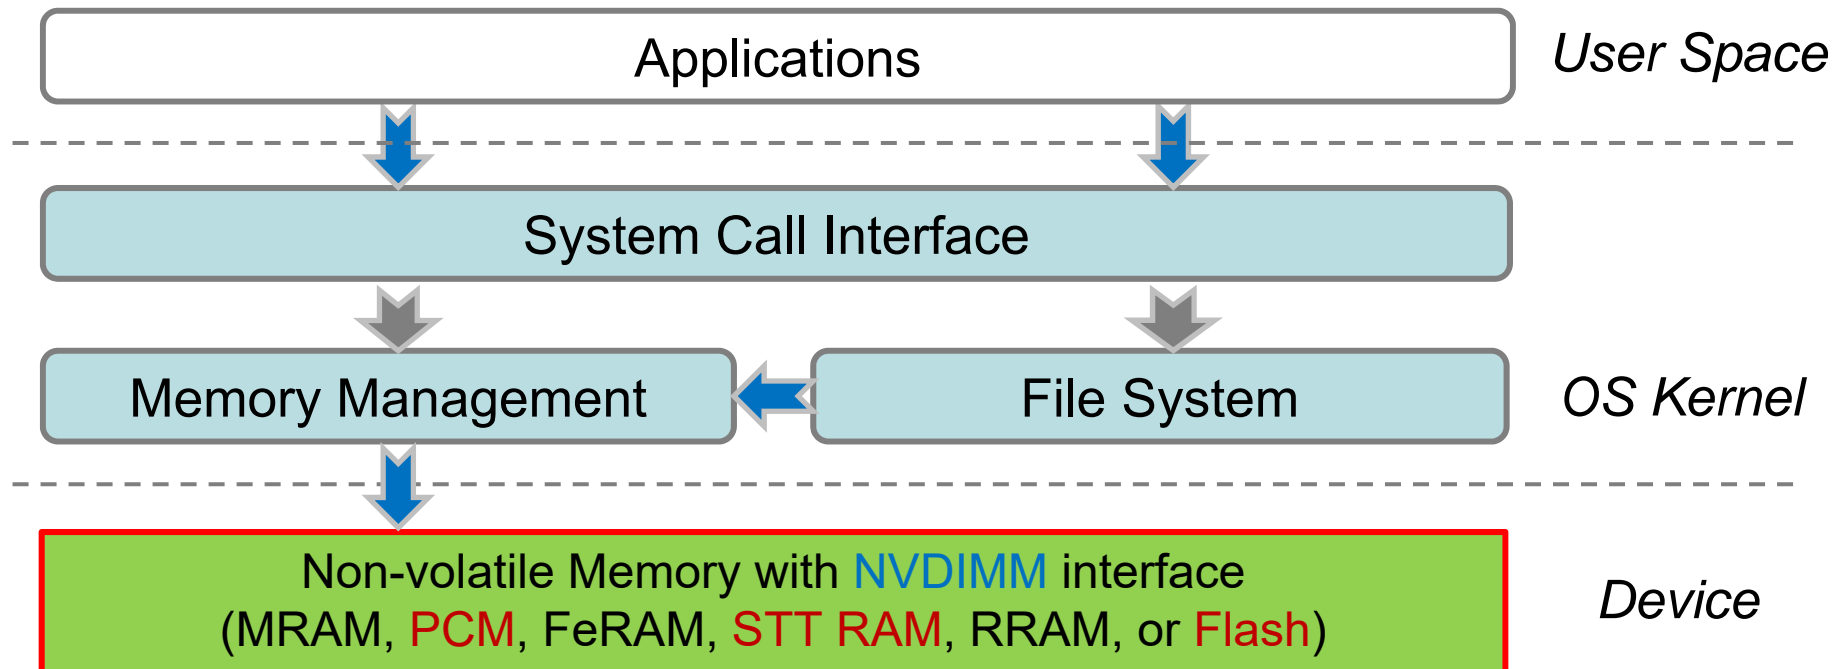 Applications
User Space
System Call Interface
Memory Management
File System
OS Kernel
Non-volatile Memory with NVDIMM interface
(MRAM, PCM, FeRAM, STT RAM, RRAM, or Flash)
Device